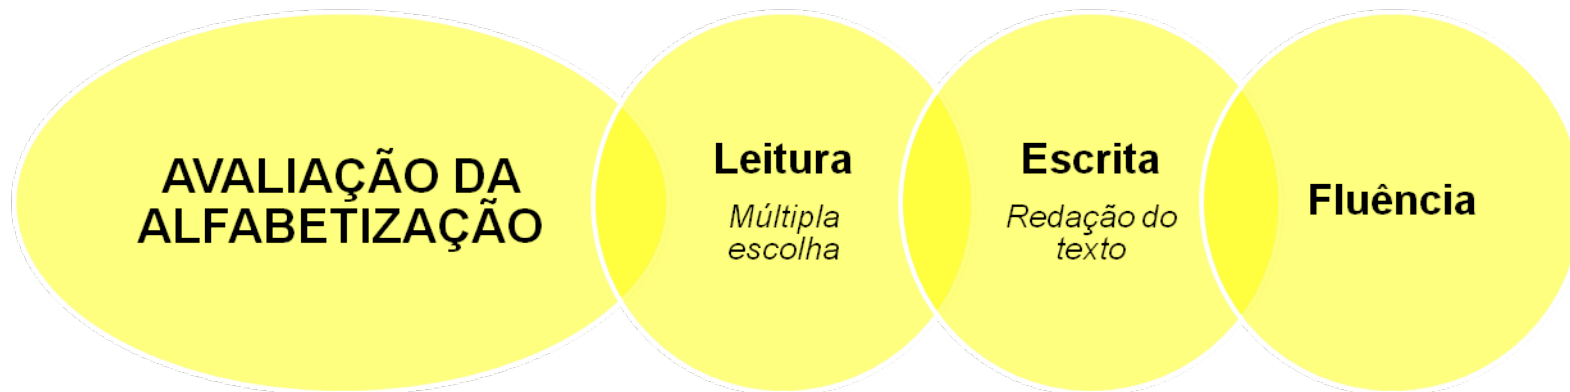 AVALIAÇÃO DA
ALFABETIZAÇÃO
Leitura
Múltipla
escolha
Escrita
Redação do
texto
Fluência